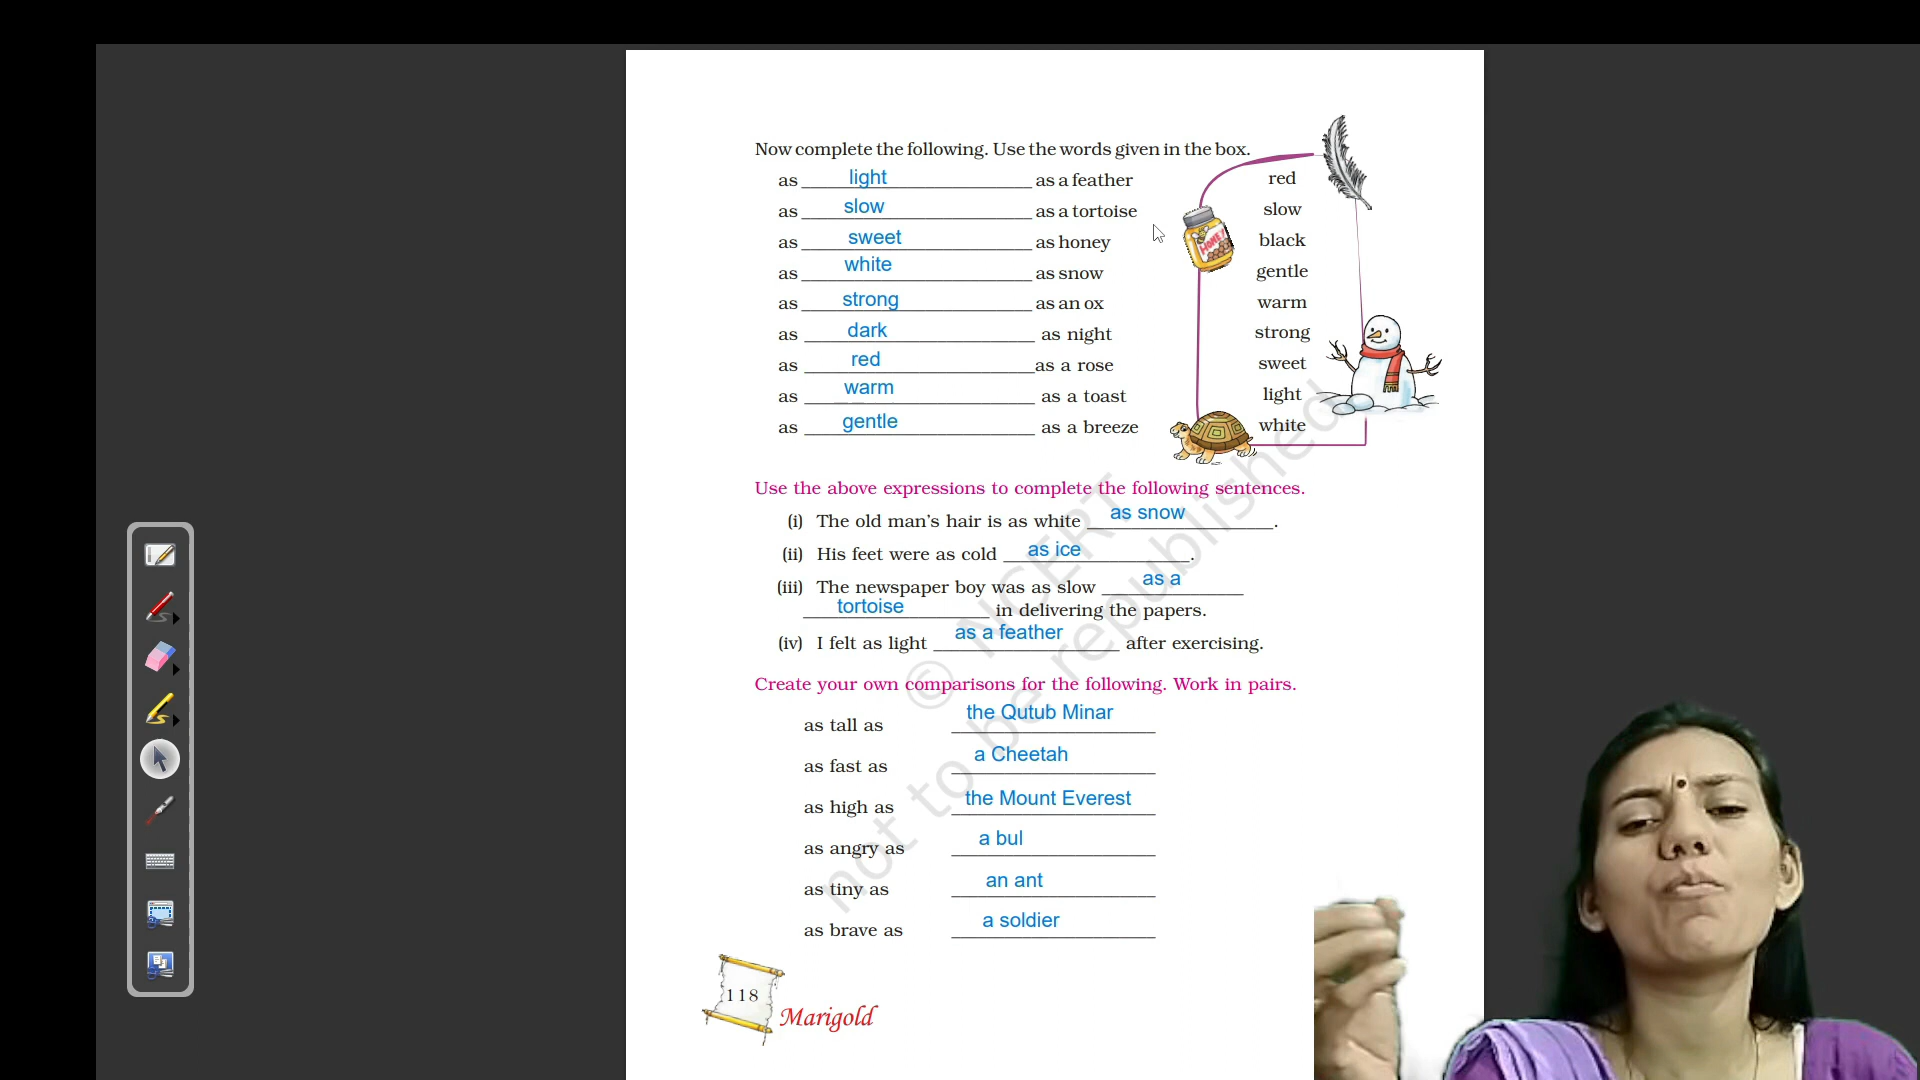 Now complete the following. Use the words given in the box.
as light as a feather
as slow as a tortoise
as sweet as honey
as white as snow
as strong as an ox
as dark as night
as red as a rose
as warm as a toast
as gentle as a breeze
red
slow
black
gentle
warm
strong
sweet
light
white
HONEY
Use the above expressions to complete the following sentences.
(i) The old man's hair is as white as snow.
(ii) His feet were as cold as ice.
(iii) The newspaper boy was as slow as a
tortoise in delivering the papers.
(iv) I felt as light as a feather after exercising.
Create your own comparisons for the following. Work in pairs.
as tall as the Qutub Minar
as fast as a Cheetah
as high as the Mount Everest
as angry as a bul
as tiny as an ant
as brave as a soldier
118
Marigold
© NCERT
not to be republished